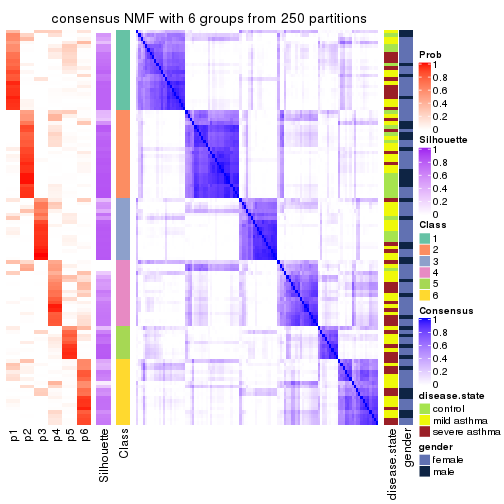 consensus NMF with 6 groups from 250 partitions
Prob
1
0.8
0.6
0.4
0.2
0
Silhouette
1
0.8
0.6
0.4
0.2
0
Class
1
2
3
4
5
6
Consensus
1
0.8
0.6
0.4
0.2
0
disease.state
control
mild asthma
severe asthma
gender
female
male
p1
p2
p3
p4
p5
p6
Silhouette
Class
disease.state
gender